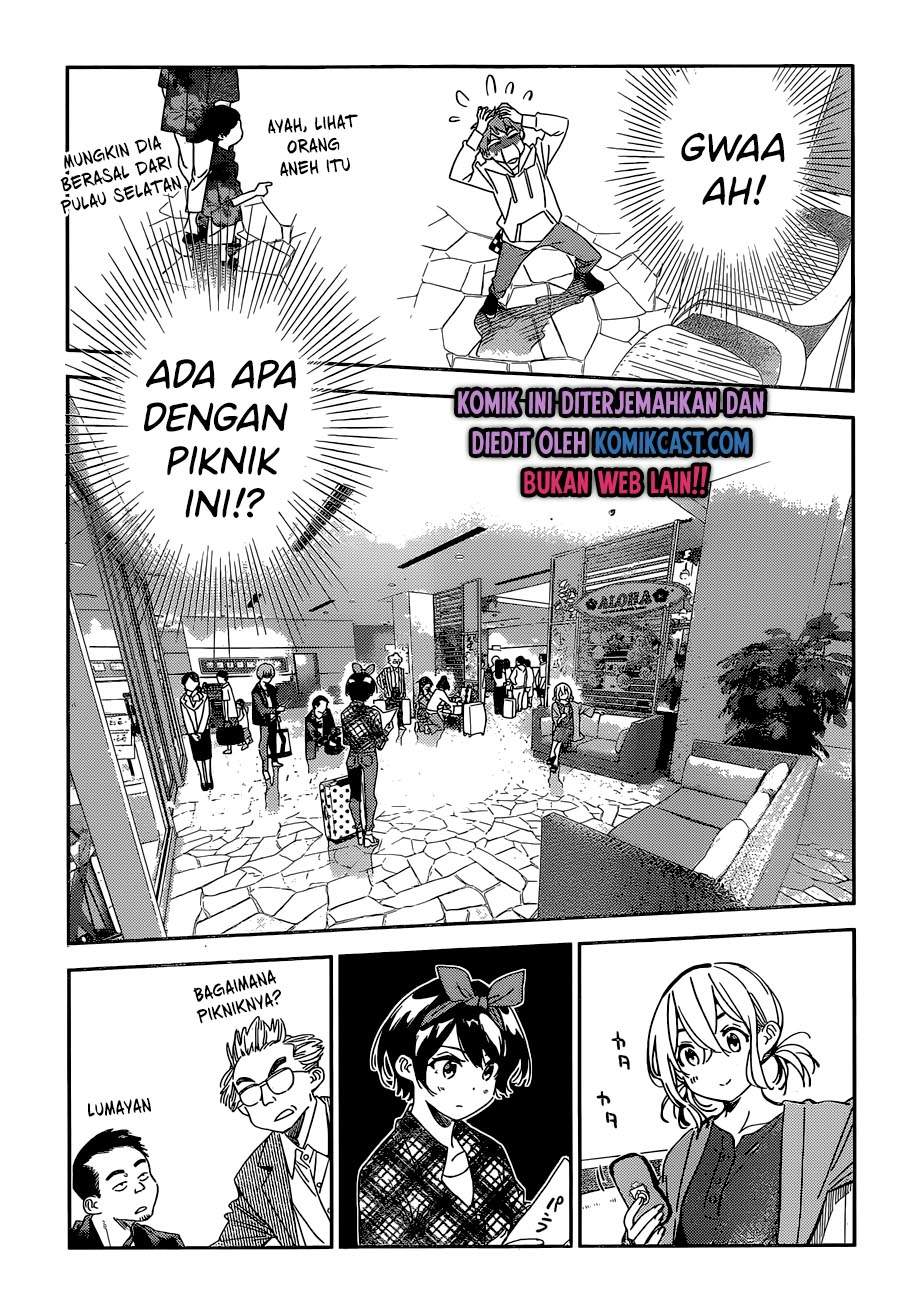 GWAA
AH!
AYAH, LIHAT
ORANG
ANEH ITU
MUNGKIN DIA
BERASAL DARI
PULAU SELATAN
ADA APA
DENGAN
PIKNIK
INI!?
KOMIK INI DITERJEMAHKAN DAN
DIEDIT OLEH KOMIKCAST.COM
BUKAN WEB LAIN!!
ALOHA
カタ
カタ
BAGAIMANA
PIKNIKNYA?
LUMAYAN